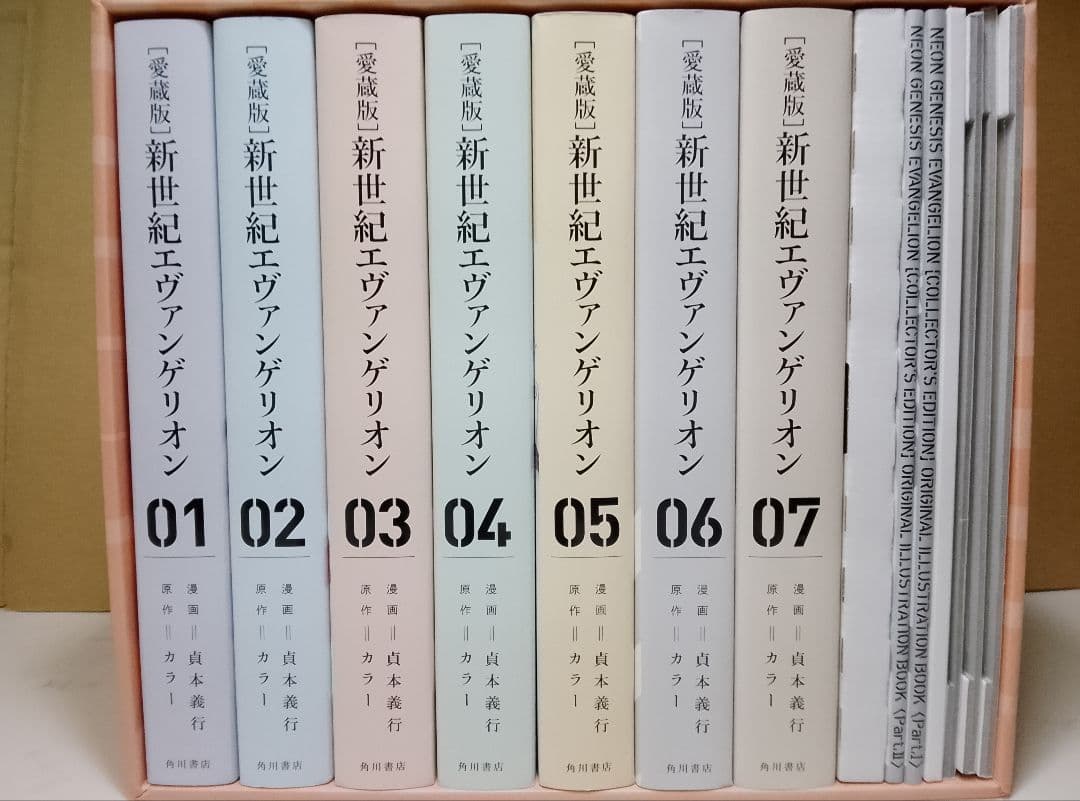 [愛蔵版]新世紀エヴァンゲリオン
01
漫画=貞本義行
原作=カラー
角川書店
[愛蔵版]新世紀エヴァンゲリオン
02
漫画=貞本義行
原作=カラー
角川書店
[愛蔵版]新世紀エヴァンゲリオン
03
漫画=貞本義行
原作=カラー
角川書店
[愛蔵版]新世紀エヴァンゲリオン
04
漫画=貞本義行
原作=カラー
角川書店
[愛蔵版]新世紀エヴァンゲリオン
05
漫画=貞本義行
原作=カラー
角川書店
[愛蔵版]新世紀エヴァンゲリオン
06
漫画=貞本義行
原作=カラー
角川書店
[愛蔵版]新世紀エヴァンゲリオン
07
漫画=貞本義行
原作=カラー
角川書店
NEON GENESIS EVANGELION [COLLECTOR'S EDITION] ORIGINAL ILLUSTRATION BOOK 〈Part.II〉
NEON GENESIS EVANGELION [COLLECTOR'S EDITION] ORIGINAL ILLUSTRATION BOOK 〈Part.I〉